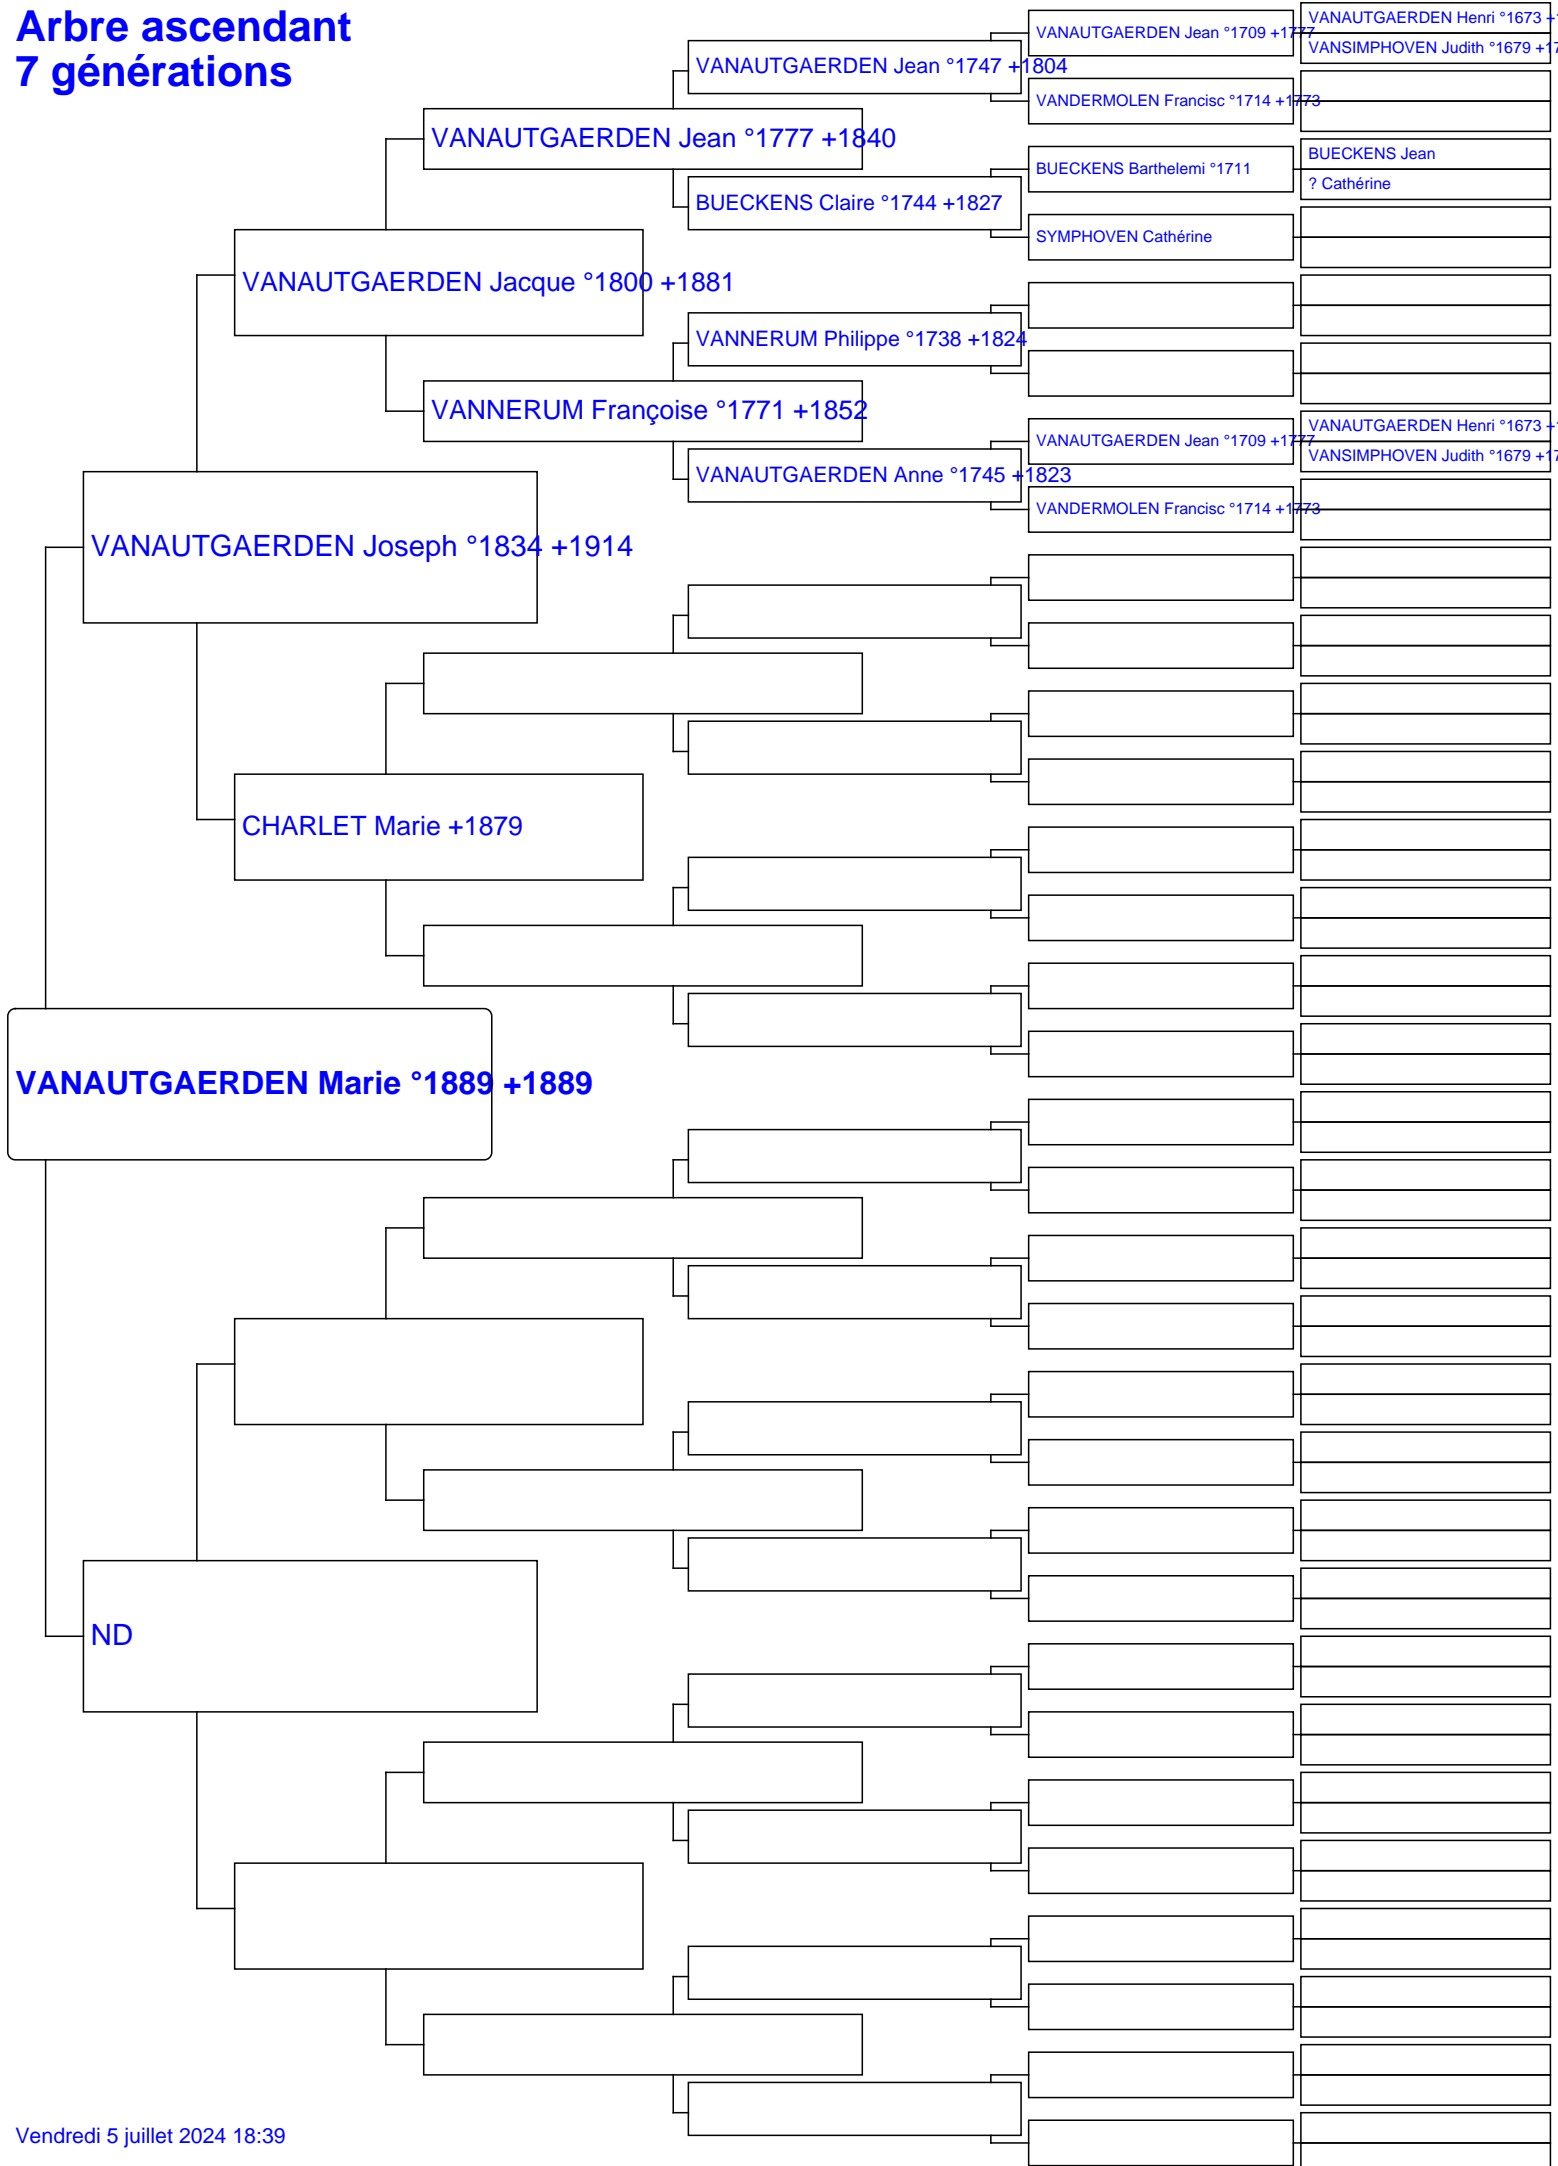 Arbre ascendant
7 générations
VANAUTGAERDEN Henri °1673
VANAUTGAERDEN Jean °1709 +1777
VANSIMPHOVEN Judith °1679
VANAUTGAERDEN Jean °1747 +1804
VANDERMOLEN Francisc °1714 +1773
VANAUTGAERDEN Jean °1777 +1840
BUECKENS Jean
BUECKENS Barthelemi °1711
? Cathérine
BUECKENS Claire °1744 +1827
SYMPHOVEN Cathérine
VANAUTGAERDEN Jacque °1800 +1881
VANNERUM Philippe °1738 +1824
VANNERUM Françoise °1771 +1852
VANAUTGAERDEN Henri °1673
VANAUTGAERDEN Jean °1709 +1777
VANSIMPHOVEN Judith °1679
VANAUTGAERDEN Anne °1745 +1823
VANDERMOLEN Francisc °1714 +1773
VANAUTGAERDEN Joseph °1834 +1914
CHARLET Marie +1879
VANAUTGAERDEN Marie °1889 +1889
ND
Vendredi 5 juillet 2024 18:39